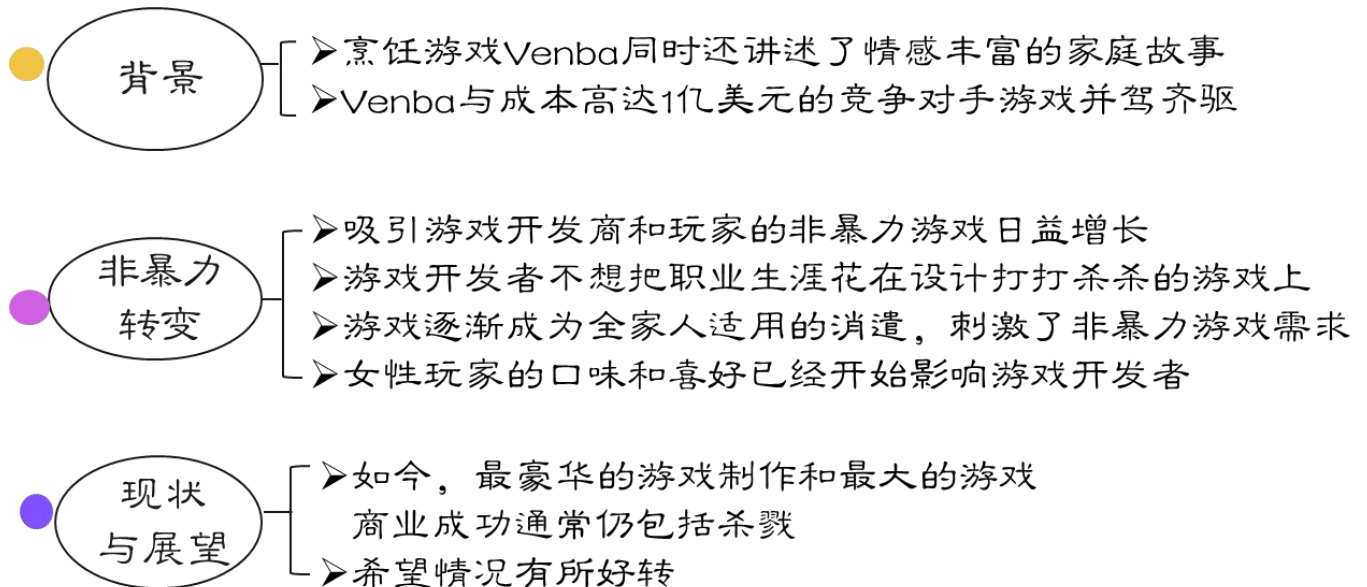 背景
➢烹饪游戏Venba同时还讲述了情感丰富的家庭故事
➢Venba与成本高达1亿美元的竞争对手游戏并驾齐驱
非暴力
转变
➢吸引游戏开发商和玩家的非暴力游戏日益增长
➢游戏开发者不想把职业生涯花在设计打打杀杀的游戏上
➢游戏逐渐成为全家人适用的消遣，刺激了非暴力游戏需求
➢女性玩家的口味和喜好已经开始影响游戏开发者
现状
与展望
➢如今，最豪华的游戏制作和最大的游戏
商业成功通常仍包括杀戮
➢希望情况有所好转